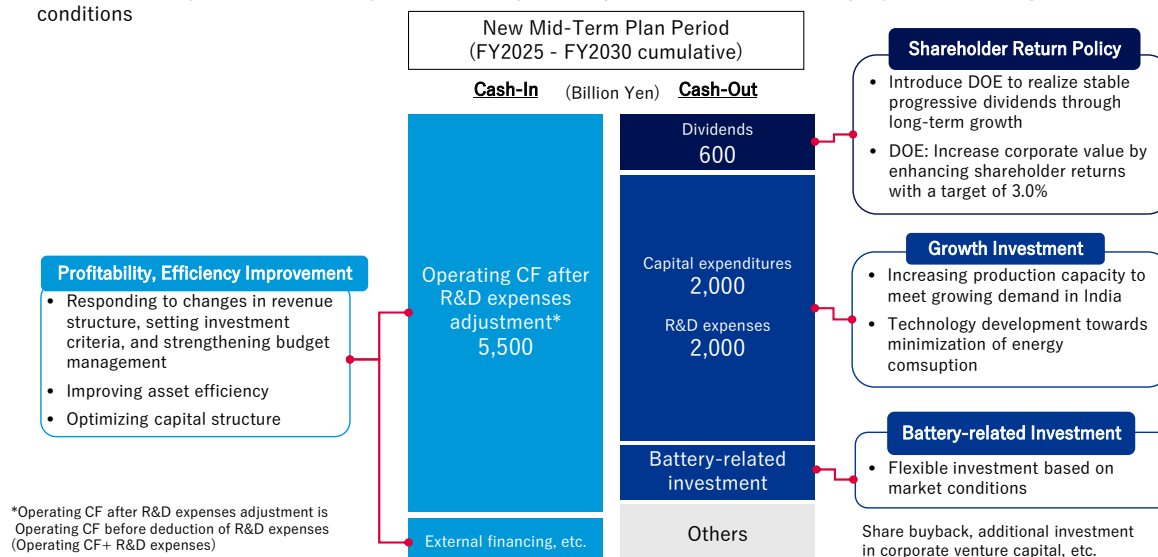 conditions
New Mid-Term Plan Period
(FY2025 - FY2030 cumulative)
Cash-In (Billion Yen) Cash-Out
Dividends
600
Operating CF after
R&D expenses
adjustment*
5,500
Capital expenditures
2,000
R&D expenses
2,000
Battery-related
investment
External financing, etc.
Others
Profitability, Efficiency Improvement
• Responding to changes in revenue
structure, setting investment
criteria, and strengthening budget
management
• Improving asset efficiency
• Optimizing capital structure
*Operating CF after R&D expenses adjustment is
Operating CF before deduction of R&D expenses
(Operating CF+ R&D expenses)
Shareholder Return Policy
• Introduce DOE to realize stable
progressive dividends through
long-term growth
• DOE: Increase corporate value by
enhancing shareholder returns
with a target of 3.0%
Growth Investment
• Increasing production capacity to
meet growing demand in India
• Technology development towards
minimization of energy
comsuption
Battery-related Investment
• Flexible investment based on
market conditions
Share buyback, additional investment
in corporate venture capital, etc.